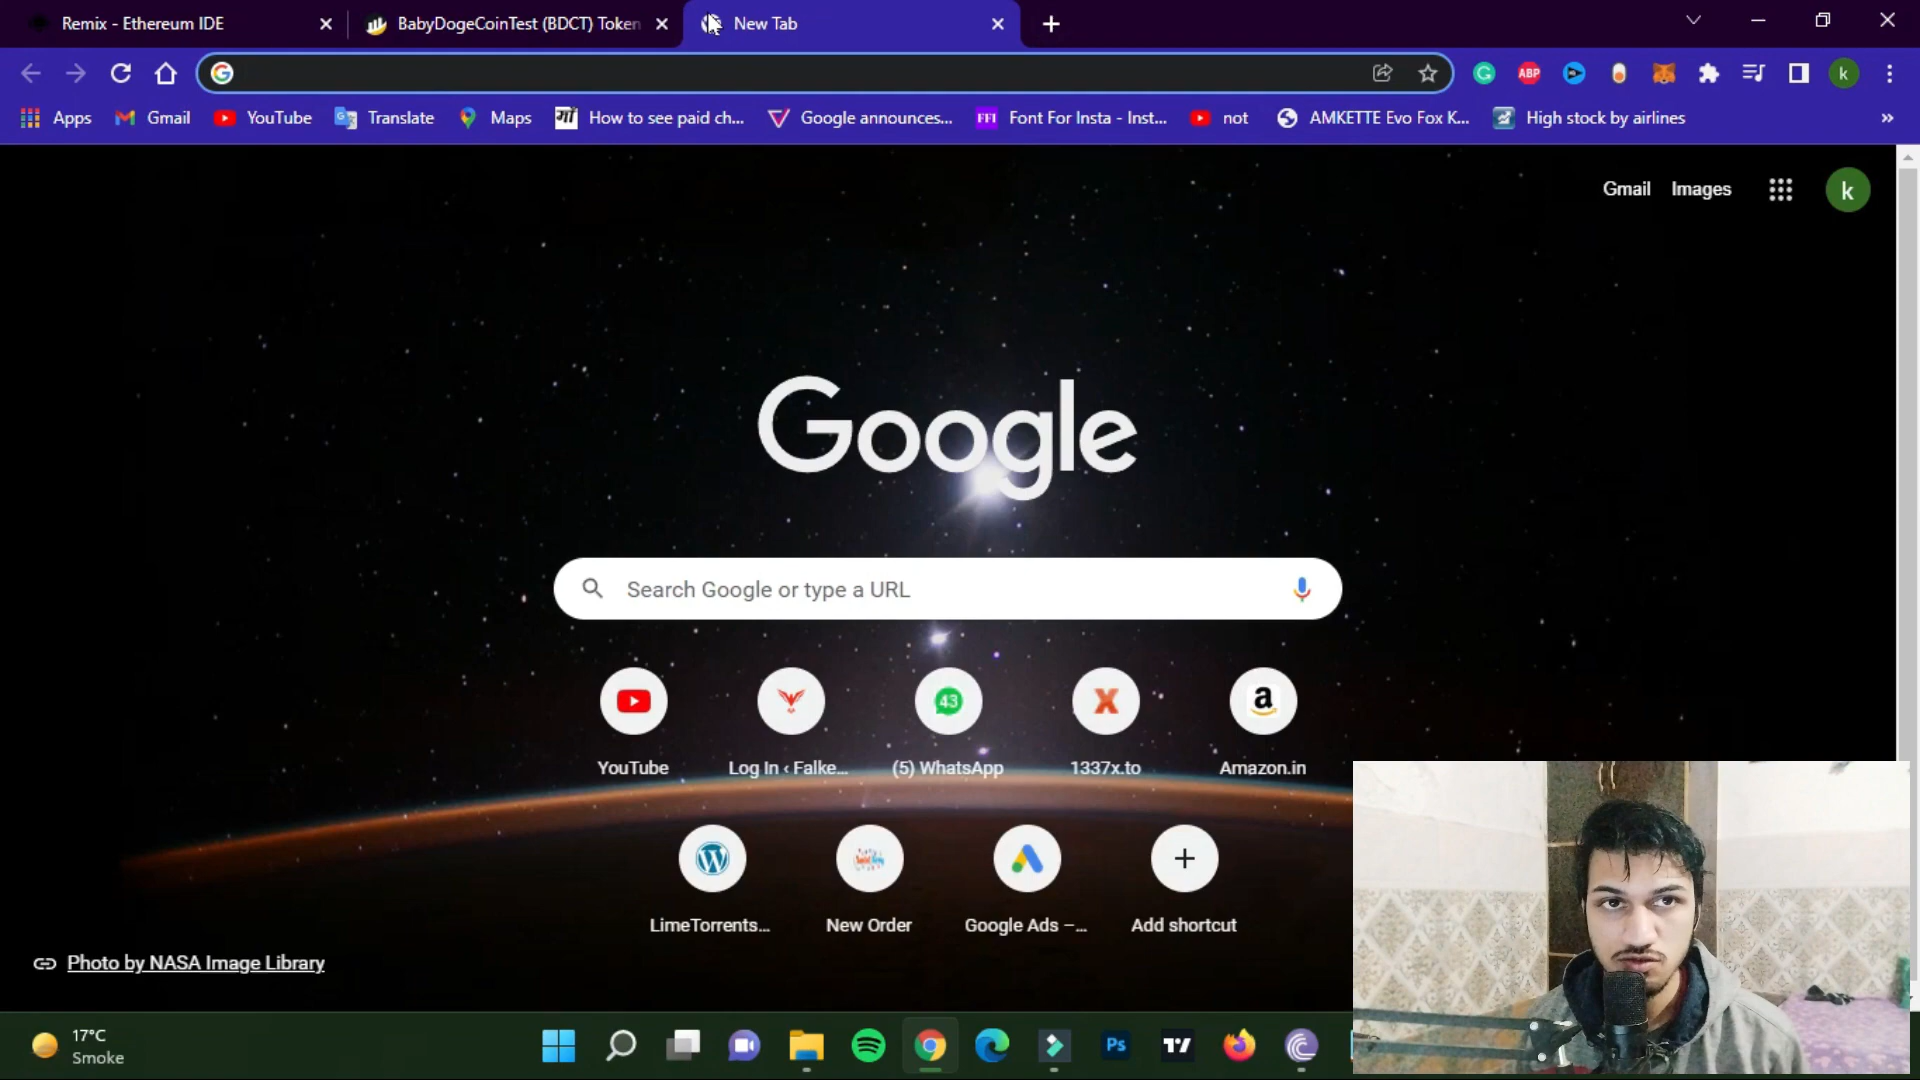 Remix - Ethereum IDE
BabyDogeCoinTest (BDCT) Token
New Tab
G
ABP
k
Apps
Gmail
YouTube
Translate
Maps
How to see paid ch...
Google announces...
FFI
Font For Insta - Inst...
not
AMKETTE Evo Fox K...
High stock by airlines
»
Gmail
Images
k
Google
Search Google or type a URL
YouTube
Log In ‹ Falke...
43
(5) WhatsApp
X
1337x.to
a
Amazon.in
LimeTorrents...
New Order
Google Ads –...
Add shortcut
Photo by NASA Image Library
17°C
Smoke
Ps